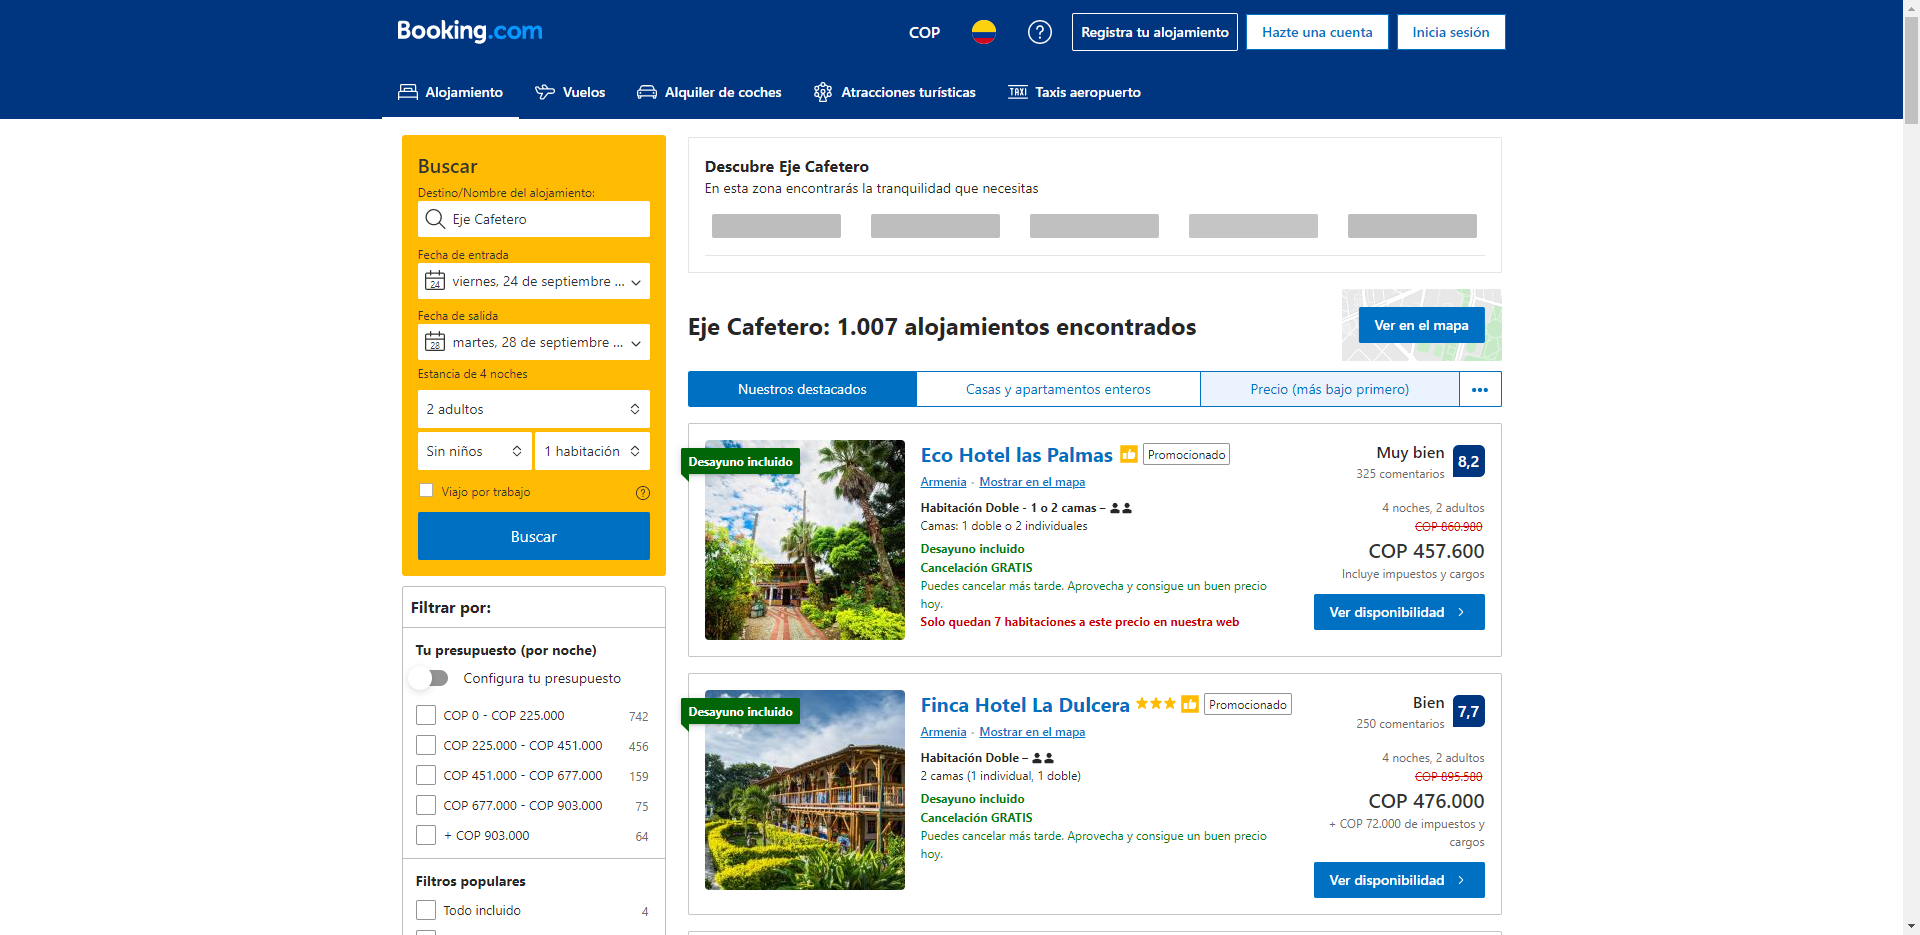 Booking.com
COP
Registra tu alojamiento
Hazte una cuenta
Inicia sesión
Alojamiento
Vuelos
Alquiler de coches
Atracciones turísticas
TAXI
Taxis aeropuerto
Buscar
Destino/Nombre del alojamiento:
Eje Cafetero
Fecha de entrada
24
viernes, 24 de septiembre ...
Fecha de salida
28
martes, 28 de septiembre ...
Estancia de 4 noches
2 adultos
Sin niños
1 habitación
Viajo por trabajo
Buscar
Filtrar por:
Tu presupuesto (por noche)
Configura tu presupuesto
COP 0 - COP 225.000 742
COP 225.000 - COP 451.000 456
COP 451.000 - COP 677.000 159
COP 677.000 - COP 903.000 75
+ COP 903.000 64
Filtros populares
Todo incluido 4
Descubre Eje Cafetero
En esta zona encontrarás la tranquilidad que necesitas
Eje Cafetero: 1.007 alojamientos encontrados
Ver en el mapa
Nuestros destacados
Casas y apartamentos enteros
Precio (más bajo primero)
Desayuno incluido
Eco Hotel las Palmas
Promocionado
Armenia - Mostrar en el mapa
Habitación Doble - 1 o 2 camas –
Camas: 1 doble o 2 individuales
Desayuno incluido
Cancelación GRATIS
Puedes cancelar más tarde. Aprovecha y consigue un buen precio
hoy.
Solo quedan 7 habitaciones a este precio en nuestra web
Muy bien
325 comentarios
8,2
4 noches, 2 adultos
COP 860.980
COP 457.600
Incluye impuestos y cargos
Ver disponibilidad
Desayuno incluido
Finca Hotel La Dulcera
Promocionado
Armenia - Mostrar en el mapa
Habitación Doble –
2 camas (1 individual, 1 doble)
Desayuno incluido
Cancelación GRATIS
Puedes cancelar más tarde. Aprovecha y consigue un buen precio
hoy.
Bien
250 comentarios
7,7
4 noches, 2 adultos
COP 895.580
COP 476.000
+ COP 72.000 de impuestos y
cargos
Ver disponibilidad